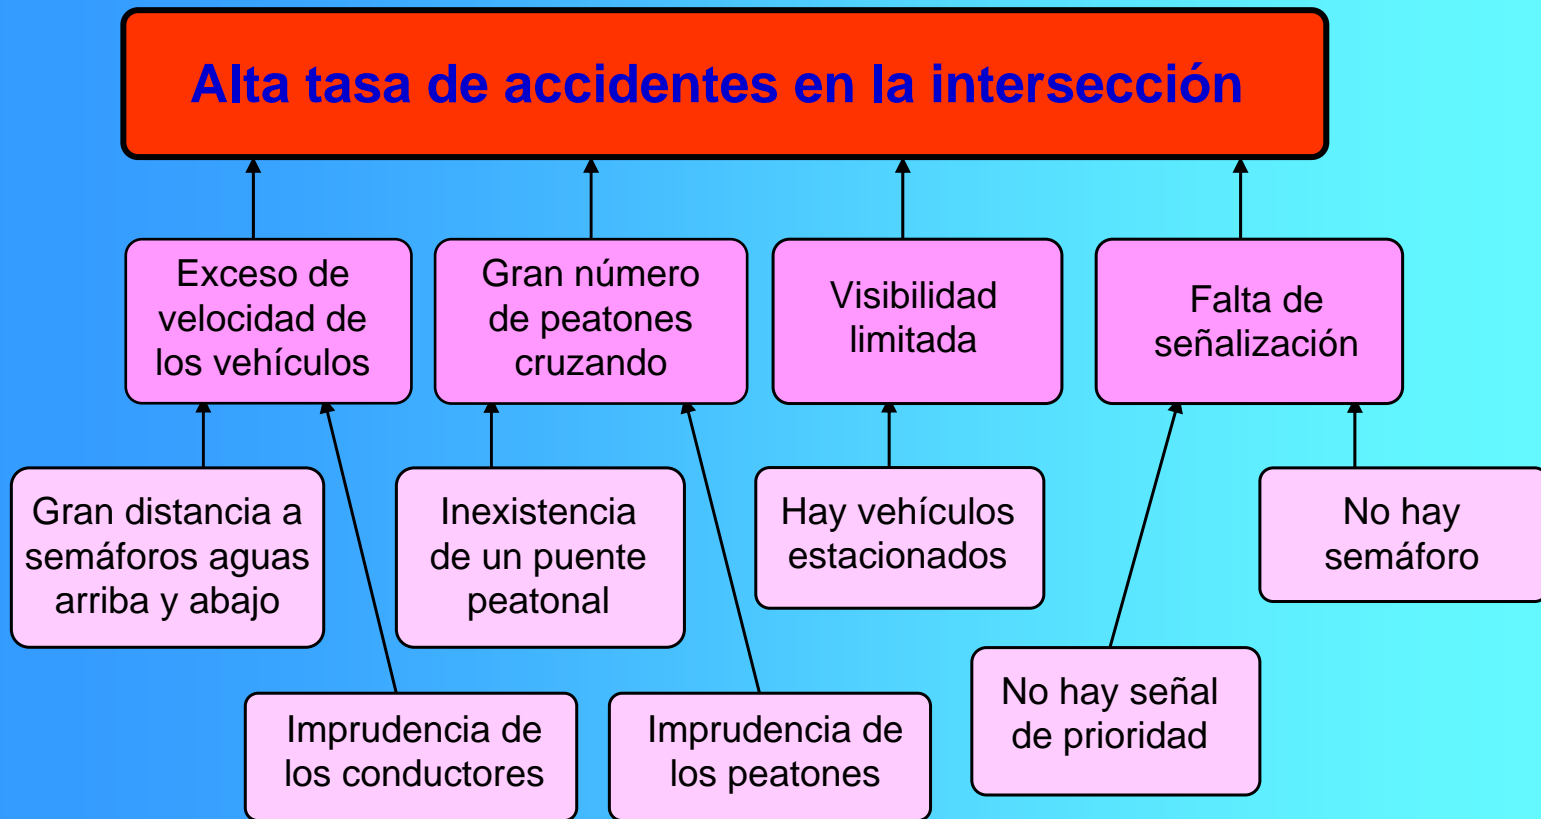 Alta tasa de accidentes en la intersección
Exceso de
velocidad de
los vehículos
Gran número
de peatones
cruzando
Visibilidad
limitada
Falta de
señalización
Gran distancia a
semáforos aguas
arriba y abajo
Inexistencia
de un puente
peatonal
Hay vehículos
estacionados
No hay
semáforo
Imprudencia de
los conductores
Imprudencia de
los peatones
No hay señal
de prioridad